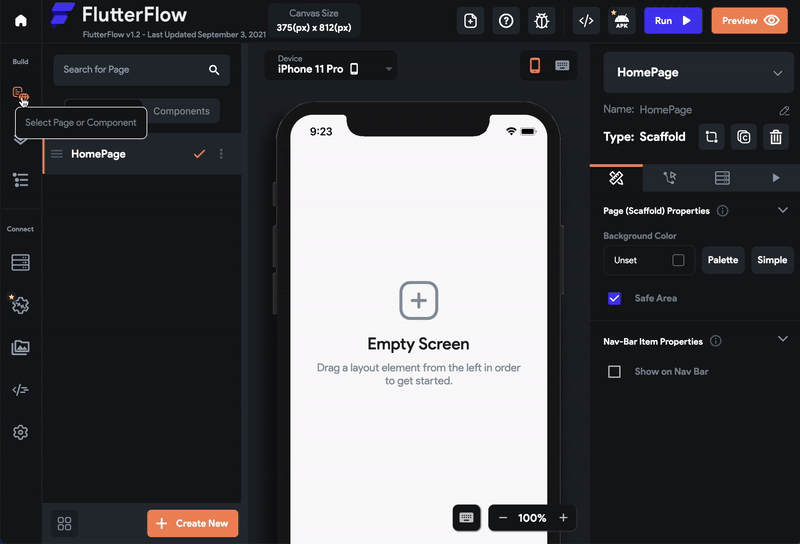 FlutterFlow
FlutterFlow v1.2 - Last Updated September 3, 2021
Canvas Size
375(px) x 812(px)
APK
Run
Preview
Build
Search for Page
Components
Select Page or Component
HomePage
Connect
Create New
Device
iPhone 11 Pro
9:23
Empty Screen
Drag a layout element from the left in order
to get started.
100%
HomePage
Name: HomePage
Type: Scaffold
Page (Scaffold) Properties
Background Color
Unset
Palette
Simple
Safe Area
Nav-Bar Item Properties
Show on Nav Bar